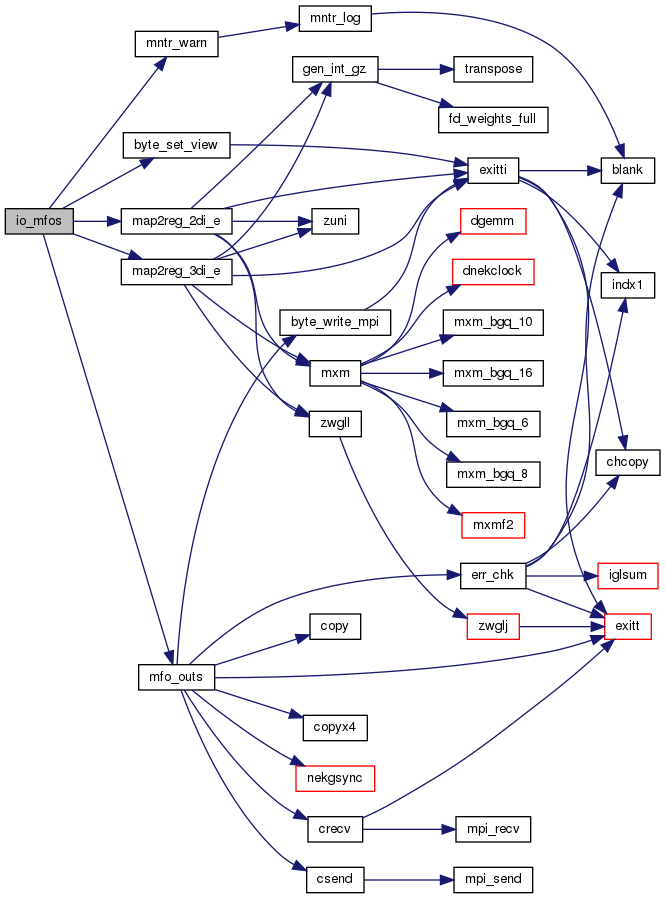 mntr_log
mntr_warn
gen_int_gz
transpose
fd_weights_full
byte_set_view
exitti
blank
io_mfos
map2reg_2di_e
zuni
dgemm
map2reg_3di_e
dnekclock
indx1
byte_write_mpi
mxm_bgq_10
mxm
mxm_bgq_16
zwgll
mxm_bgq_6
chcopy
mxm_bgq_8
mxmf2
err_chk
iglsum
copy
zwglj
exitt
mfo_outs
copyx4
nekgsync
crecv
mpi_recv
csend
mpi_send